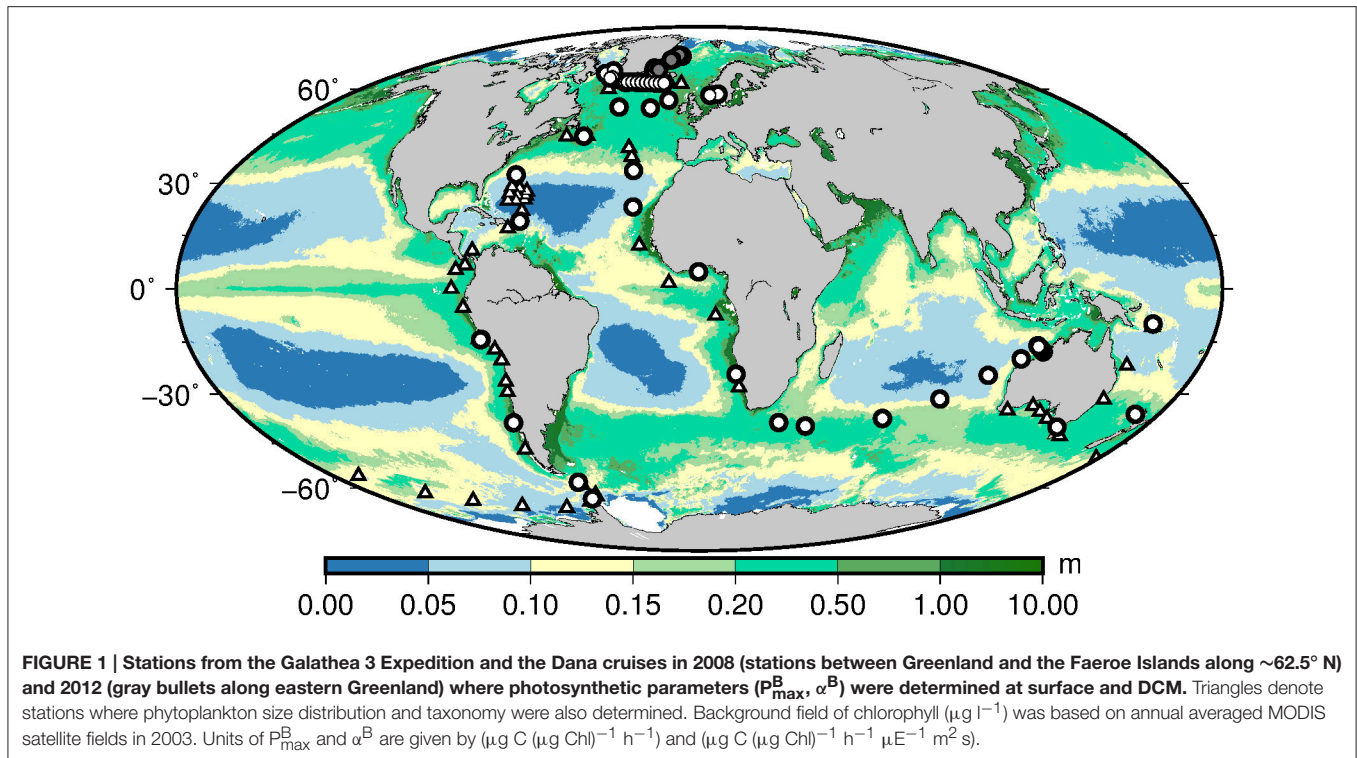 60°
30°
0°
−30°
−60°
m
0.00 0.05 0.10 0.15 0.20 0.50 1.00 10.00
FIGURE 1 | Stations from the Galathea 3 Expedition and the Dana cruises in 2008 (stations between Greenland and the Faeroe Islands along ~62.5° N)
and 2012 (gray bullets along eastern Greenland) where photosynthetic parameters (P^B_max, α^B) were determined at surface and DCM. Triangles denote
stations where phytoplankton size distribution and taxonomy were also determined. Background field of chlorophyll (μg l⁻¹) was based on annual averaged MODIS
satellite fields in 2003. Units of P^B_max and α^B are given by (μg C (μg Chl)⁻¹ h⁻¹) and (μg C (μg Chl)⁻¹ h⁻¹ μE⁻¹ m² s).